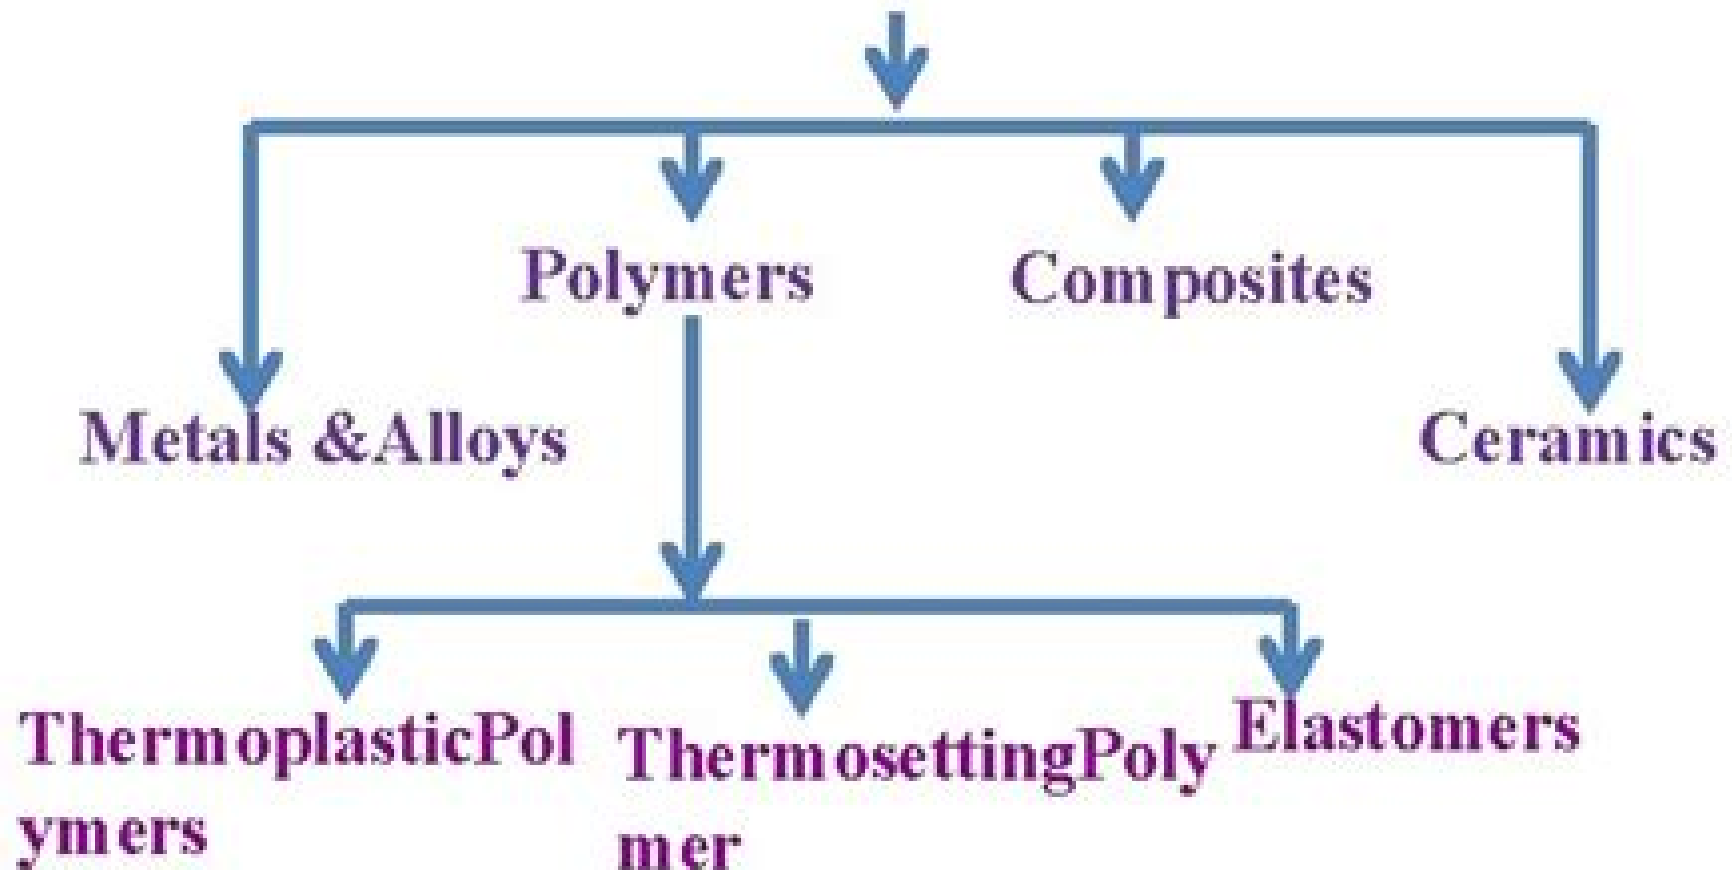 Polymers
Composites
Metals &Alloys
Ceramics
ThermoplasticPol
ymers
ThermosettingPoly
mer
Elastomers